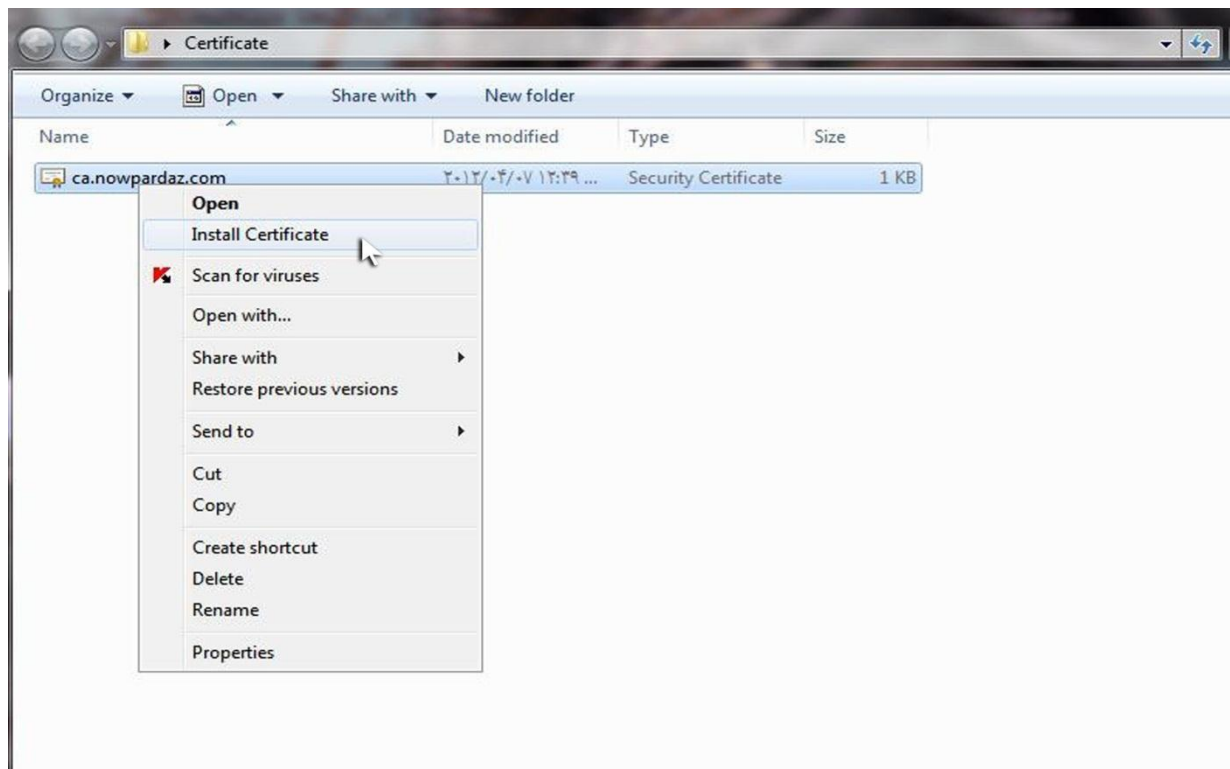 Certificate
Organize Open Share with New folder
Name Date modified Type Size
ca.nowpardaz.com ۲۰۱۲/۰۴/۰۷ ۱۲:۳۹ ... Security Certificate 1 KB
Open
Install Certificate
Scan for viruses
Open with...
Share with
Restore previous versions
Send to
Cut
Copy
Create shortcut
Delete
Rename
Properties